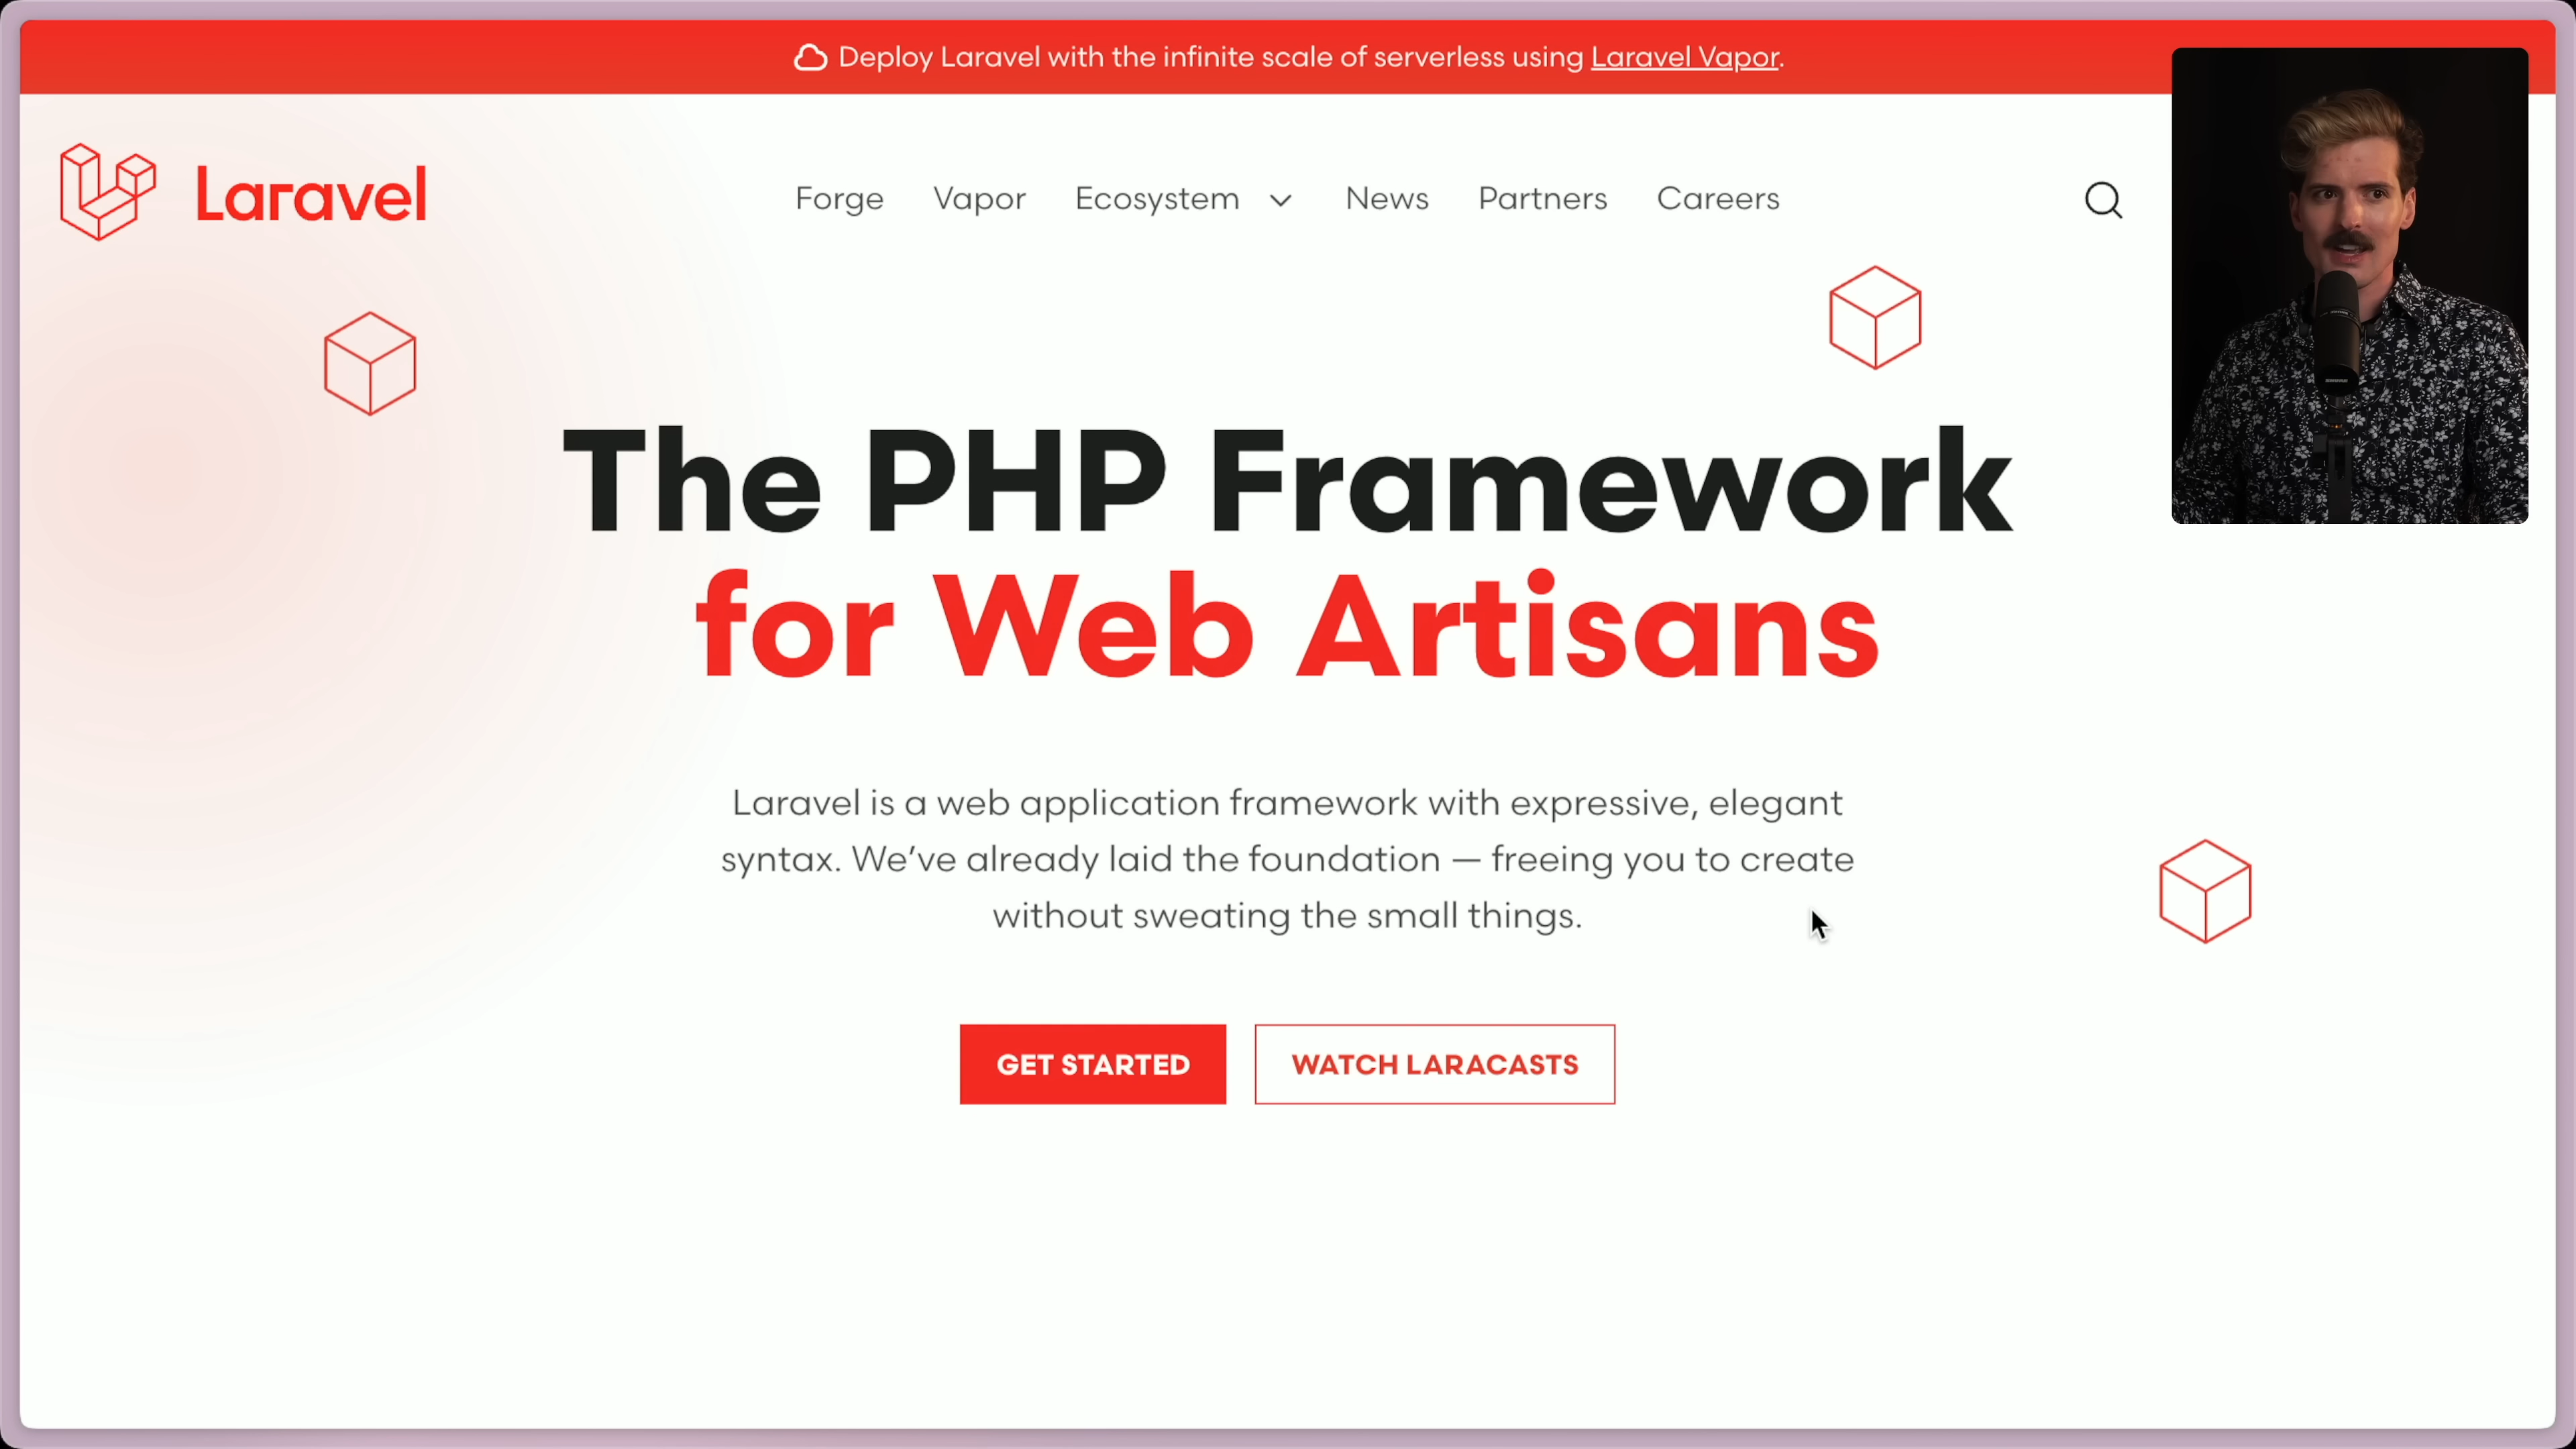 Deploy Laravel with the infinite scale of serverless using Laravel Vapor.
Laravel
Forge Vapor Ecosystem News Partners Careers
The PHP Framework
for Web Artisans
Laravel is a web application framework with expressive, elegant
syntax. We’ve already laid the foundation — freeing you to create
without sweating the small things.
GET STARTED WATCH LARACASTS